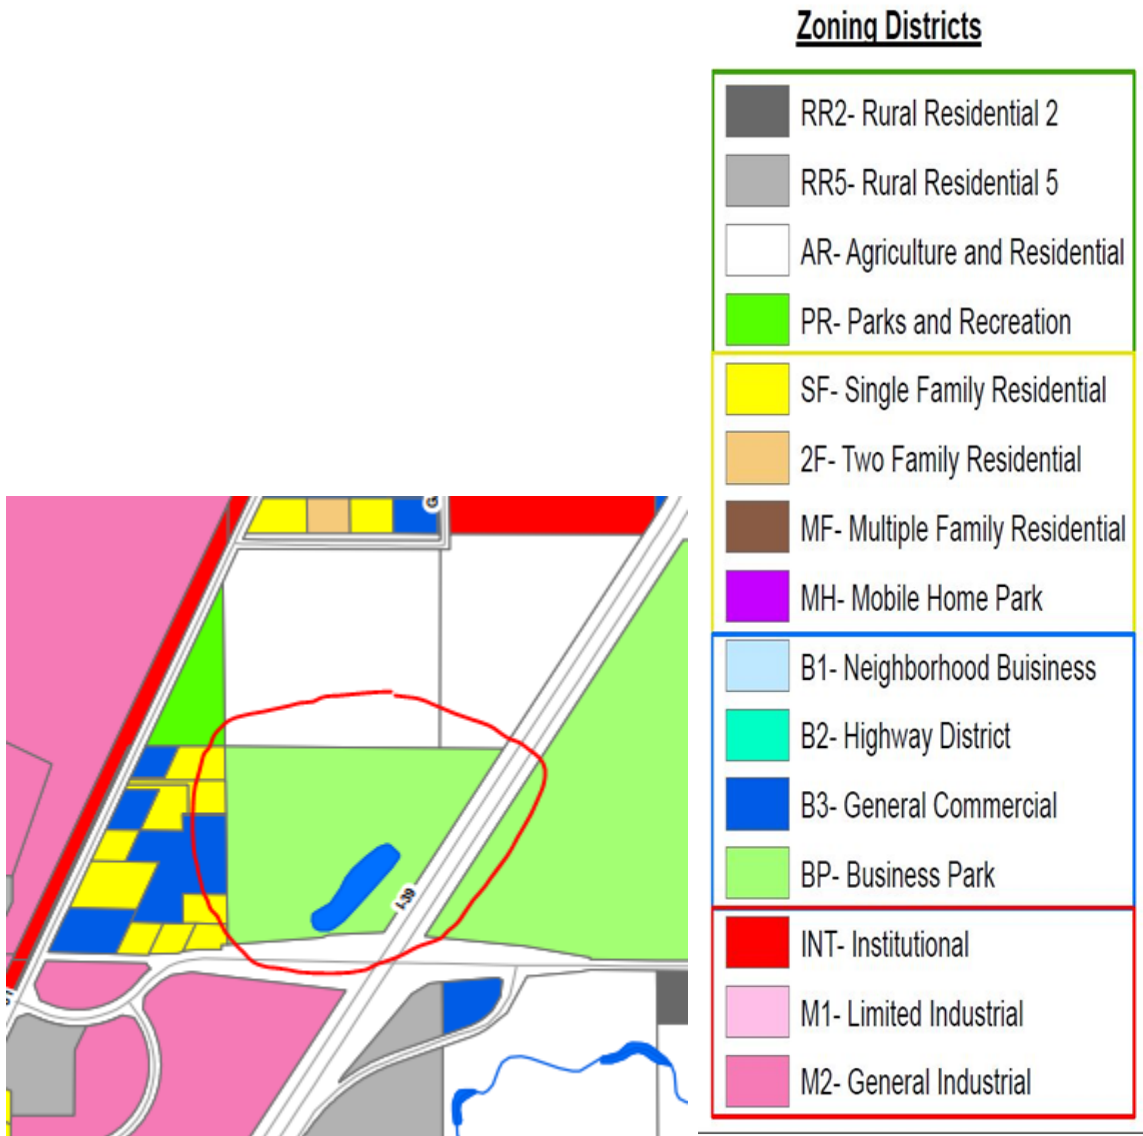 Zoning Districts
RR2- Rural Residential 2
RR5- Rural Residential 5
AR- Agriculture and Residential
PR- Parks and Recreation
SF- Single Family Residential
2F- Two Family Residential
MF- Multiple Family Residential
MH- Mobile Home Park
B1- Neighborhood Buisiness
B2- Highway District
B3- General Commercial
BP- Business Park
INT- Institutional
M1- Limited Industrial
M2- General Industrial
I-39